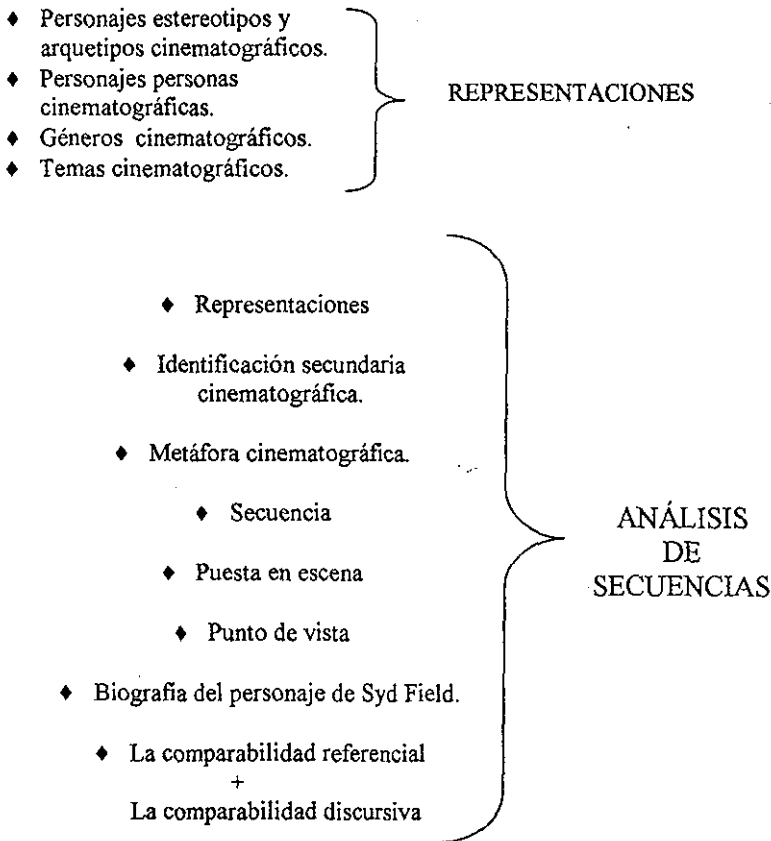 ♦ Personajes estereotipos y
arquetipos cinematográficos.
♦ Personajes personas
cinematográficas.
♦ Géneros cinematográficos.
♦ Temas cinematográficos.
REPRESENTACIONES
♦ Representaciones
♦ Identificación secundaria
cinematográfica.
♦ Metáfora cinematográfica.
♦ Secuencia
♦ Puesta en escena
♦ Punto de vista
♦ Biografía del personaje de Syd Field.
♦ La comparabilidad referencial
+
La comparabilidad discursiva
ANÁLISIS
DE
SECUENCIAS